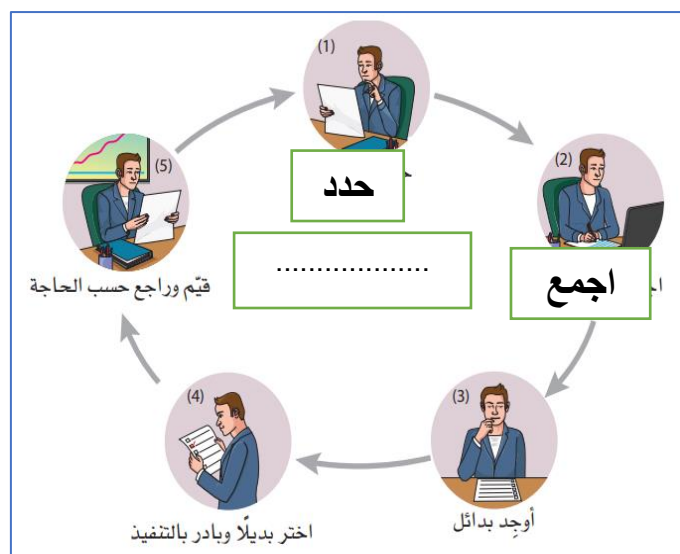 (1)
حدد
..................
(2)
اجمع
(3)
أوجِد بدائل
(4)
اختر بديلًا وبادر بالتنفيذ
(5)
قيّم وراجع حسب الحاجة